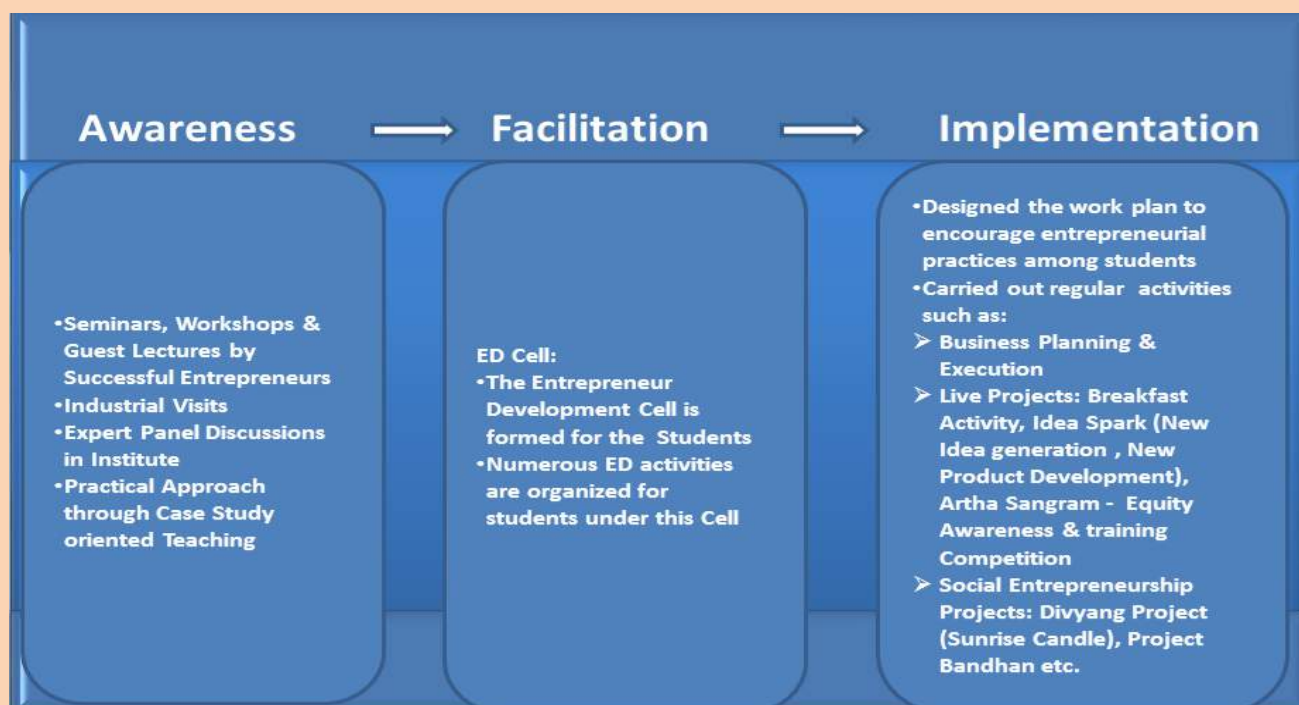 Awareness
Facilitation
Implementation
•Seminars, Workshops &
Guest Lectures by
Successful Entrepreneurs
•Industrial Visits
•Expert Panel Discussions
in Institute
•Practical Approach
through Case Study
oriented Teaching
ED Cell:
•The Entrepreneur
Development Cell is
formed for the Students
•Numerous ED activities
are organized for
students under this Cell
•Designed the work plan to
encourage entrepreneurial
practices among students
•Carried out regular activities
such as:
➢ Business Planning &
Execution
➢ Live Projects: Breakfast
Activity, Idea Spark (New
Idea generation , New
Product Development),
Artha Sangram - Equity
Awareness & training
Competition
➢ Social Entrepreneurship
Projects: Divyang Project
(Sunrise Candle), Project
Bandhan etc.